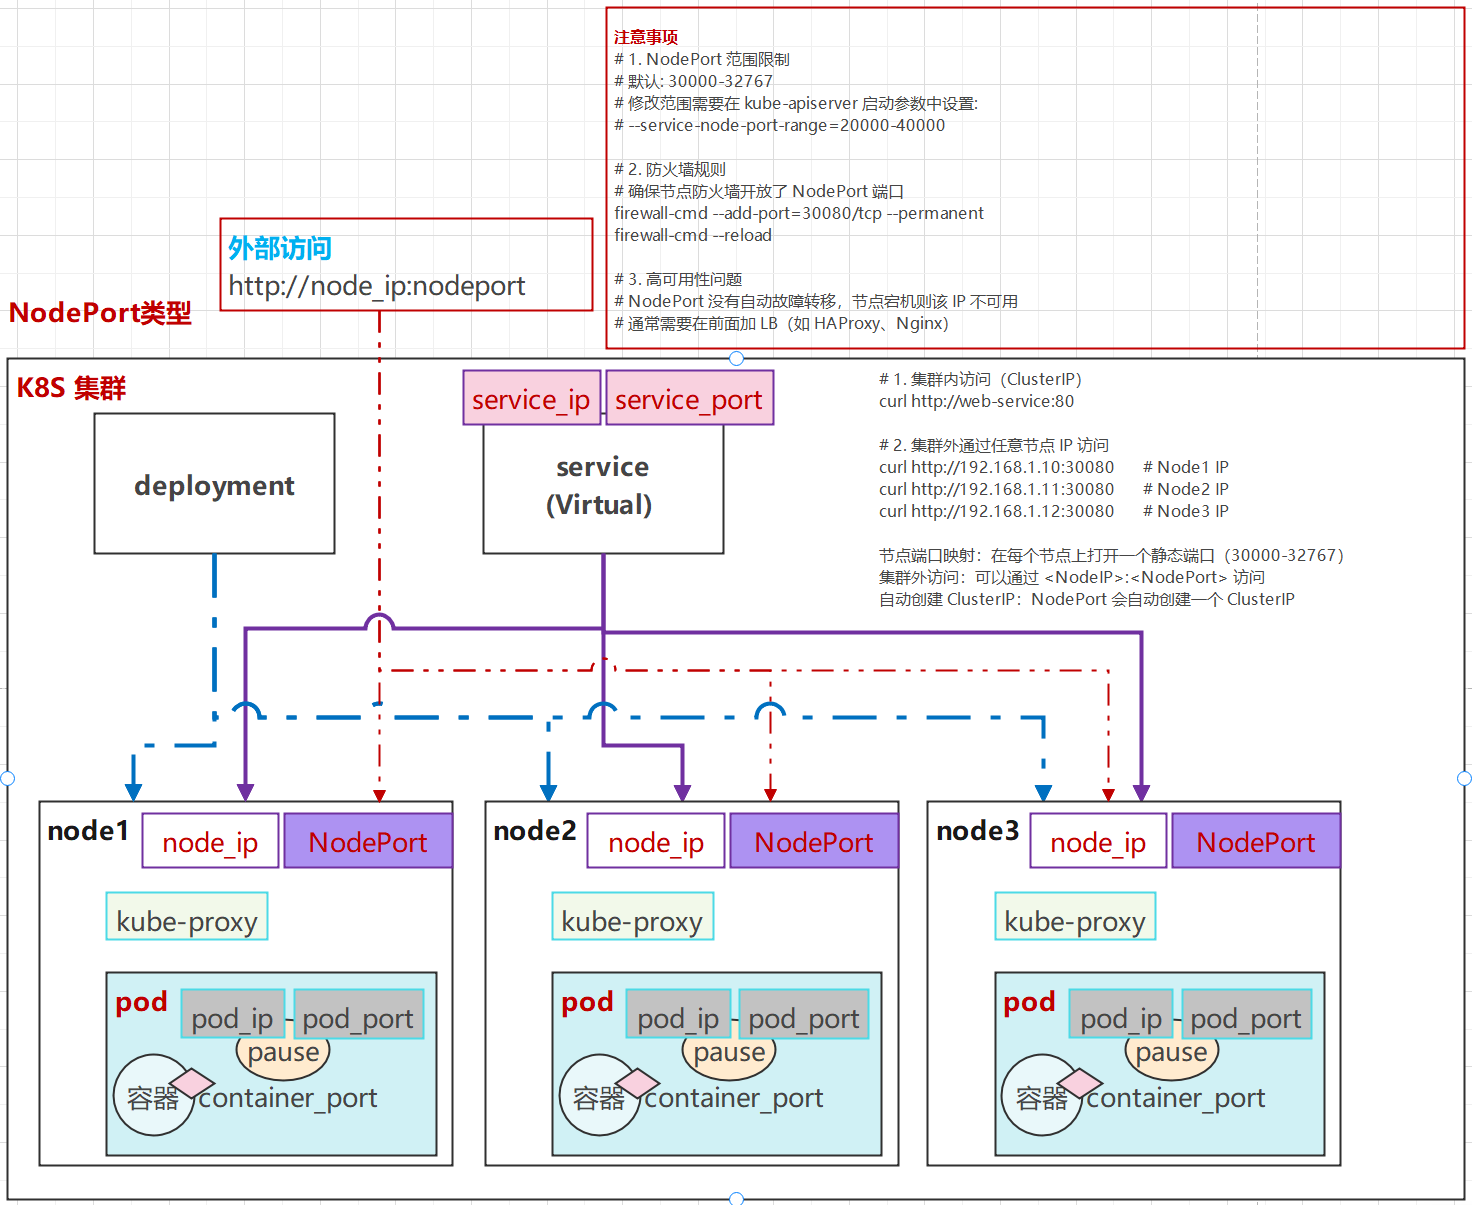 注意事项
# 1. NodePort 范围限制
# 默认: 30000-32767
# 修改范围需要在 kube-apiserver 启动参数中设置:
# --service-node-port-range=20000-40000
# 2. 防火墙规则
# 确保节点防火墙开放了 NodePort 端口
firewall-cmd --add-port=30080/tcp --permanent
firewall-cmd --reload
# 3. 高可用性问题
# NodePort 没有自动故障转移，节点宕机则该 IP 不可用
# 通常需要在前面加 LB（如 HAProxy、Nginx）
外部访问
http://node_ip:nodeport
NodePort类型
K8S 集群
deployment
service_ip
service_port
service
(Virtual)
# 1. 集群内访问（ClusterIP）
curl http://web-service:80
# 2. 集群外通过任意节点 IP 访问
curl http://192.168.1.10:30080 # Node1 IP
curl http://192.168.1.11:30080 # Node2 IP
curl http://192.168.1.12:30080 # Node3 IP
节点端口映射：在每个节点上打开一个静态端口（30000-32767）
集群外访问：可以通过 <NodeIP>:<NodePort> 访问
自动创建 ClusterIP：NodePort 会自动创建一个 ClusterIP
node1
node_ip
NodePort
kube-proxy
pod
pod_ip
pod_port
pause
容器
container_port
node2
node_ip
NodePort
kube-proxy
pod
pod_ip
pod_port
pause
容器
container_port
node3
node_ip
NodePort
kube-proxy
pod
pod_ip
pod_port
pause
容器
container_port